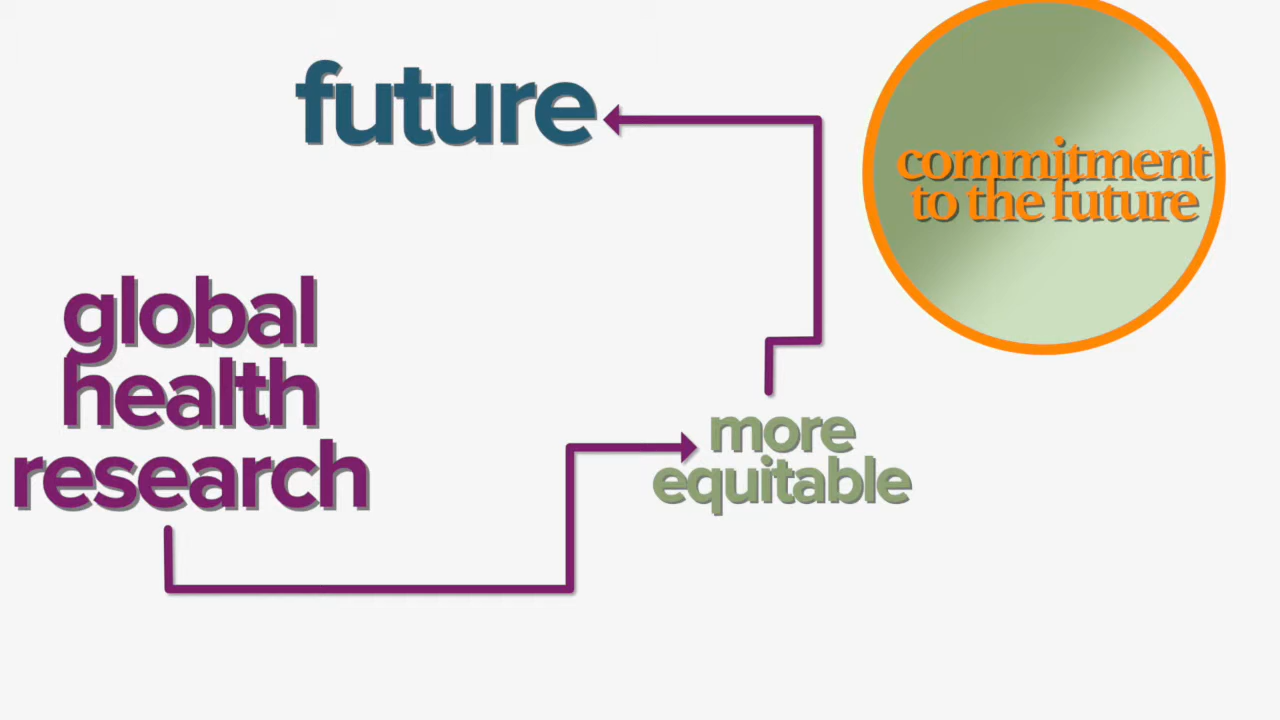 future
commitment
to the future
global
health
research
more
equitable